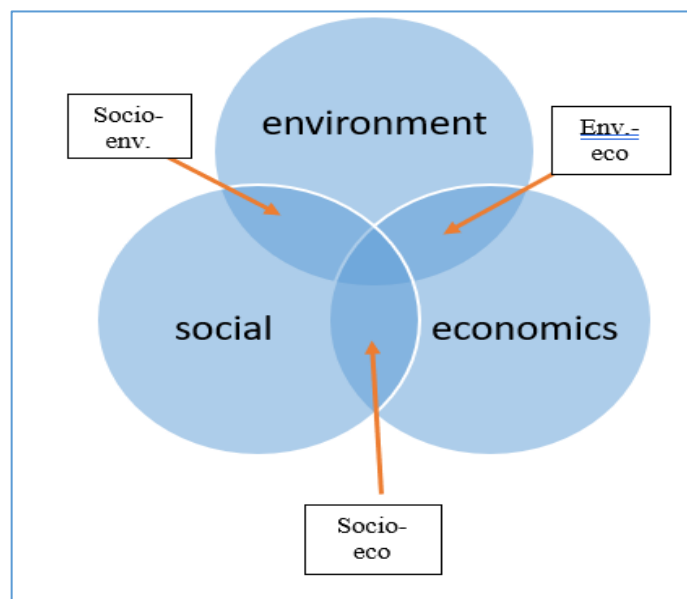 environment
Socio-
env.
Env.-
eco
social
economics
Socio-
eco